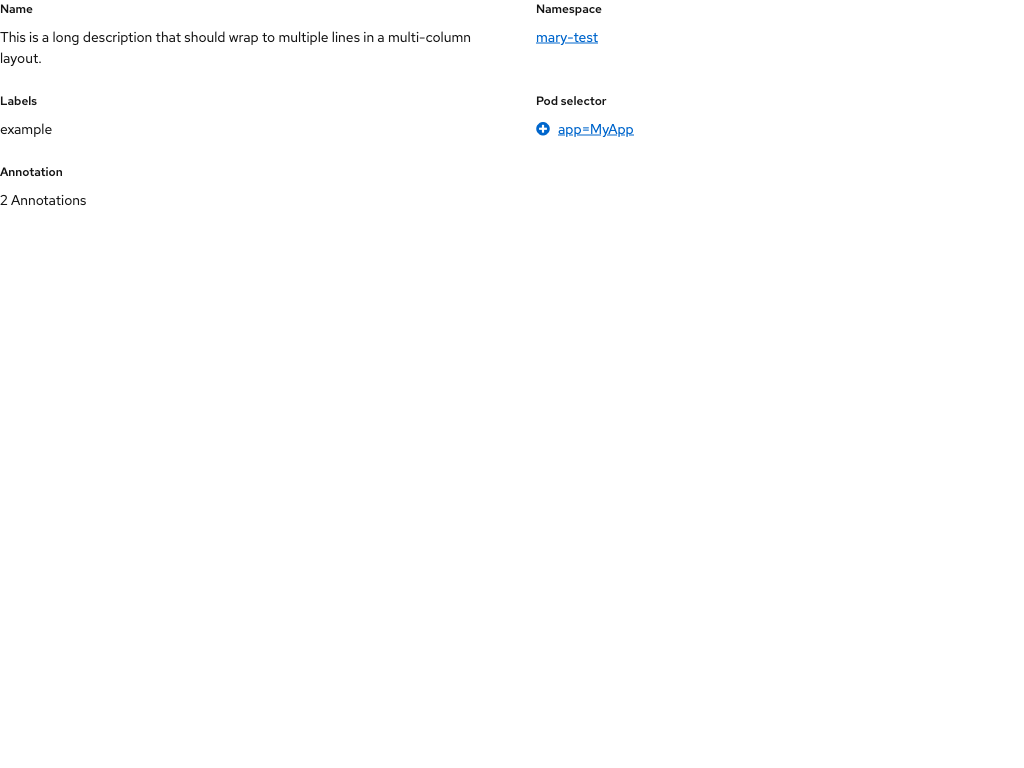 Name
This is a long description that should wrap to multiple lines in a multi-column
layout.
Namespace
mary-test
Labels
example
Pod selector
app=MyApp
Annotation
2 Annotations